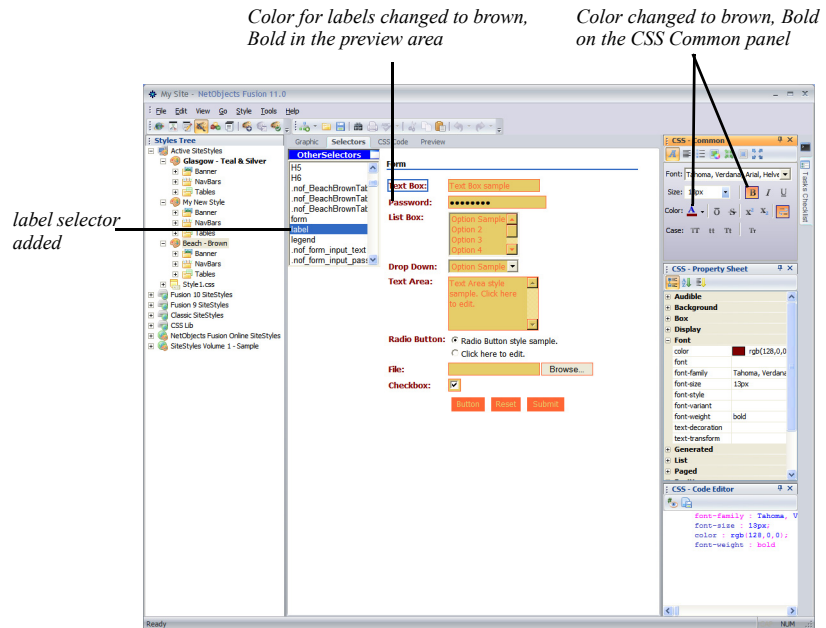 Color for labels changed to brown,
Bold in the preview area
Color changed to brown, Bold
on the CSS Common panel
label selector
added
My Site - NetObjects Fusion 11.0
File Edit View Go Style Tools Help
Styles Tree
Active SiteStyles
Glasgow - Teal & Silver
Banner
NavBars
Tables
My New Style
Banner
NavBars
Tables
Beach - Brown
Banner
NavBars
Tables
Style1.css
Fusion 10 SiteStyles
Fusion 9 SiteStyles
Classic SiteStyles
CSS Lib
NetObjects Fusion Online SiteStyles
SiteStyles Volume 1 - Sample
Graphic Selectors CSS Code Preview
OtherSelectors
H5
H6
.nof_BeachBrownTab
.nof_BeachBrownTab
.nof_BeachBrownTab
form
label
legend
.nof_form_input_text
.nof_form_input_pass
Form
Text Box: Text Box sample
Password:
List Box: Option Sample
Option 2
Option 3
Option 4
Drop Down: Option Sample
Text Area: Text Area style
sample. Click here
to edit.
Radio Button: Radio Button style sample.
Click here to edit.
File: Browse...
Checkbox:
Button Reset Submit
CSS - Common
Font: Tahoma, Verdana, Arial, Helve
Size: 13px B I U
Color: A
Case: TT tt Tt Tr
Tasks Checklist
CSS - Property Sheet
Audible
Background
Box
Display
Font
color rgb(128,0,0
font
font-family Tahoma, Verdana
font-size 13px
font-style
font-variant
font-weight bold
text-decoration
text-transform
Generated
List
Paged
CSS - Code Editor
font-family : Tahoma, V
font-size : 13px;
color : rgb(128,0,0);
font-weight : bold
Ready NUM